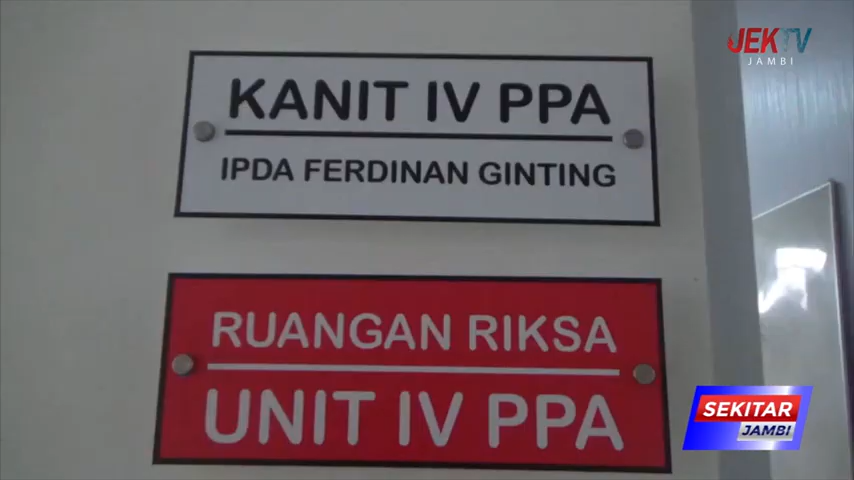 JEKTV
JAMBI
KANIT IV PPA
IPDA FERDINAN GINTING
RUANGAN RIKSA
UNIT IV PPA
SEKITAR
JAMBI